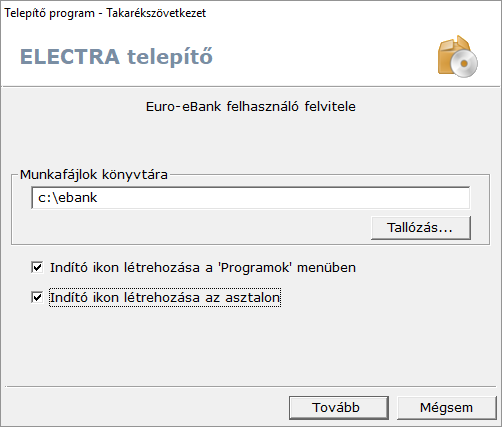 Telepítő program - Takarékszövetkezet
ELECTRA telepítő
Euro-eBank felhasználó felvitele
Munkafájlok könyvtára
c:\ebank
Tallózás...
Indító ikon létrehozása a 'Programok' menüben
Indító ikon létrehozása az asztalon
Tovább
Mégsem